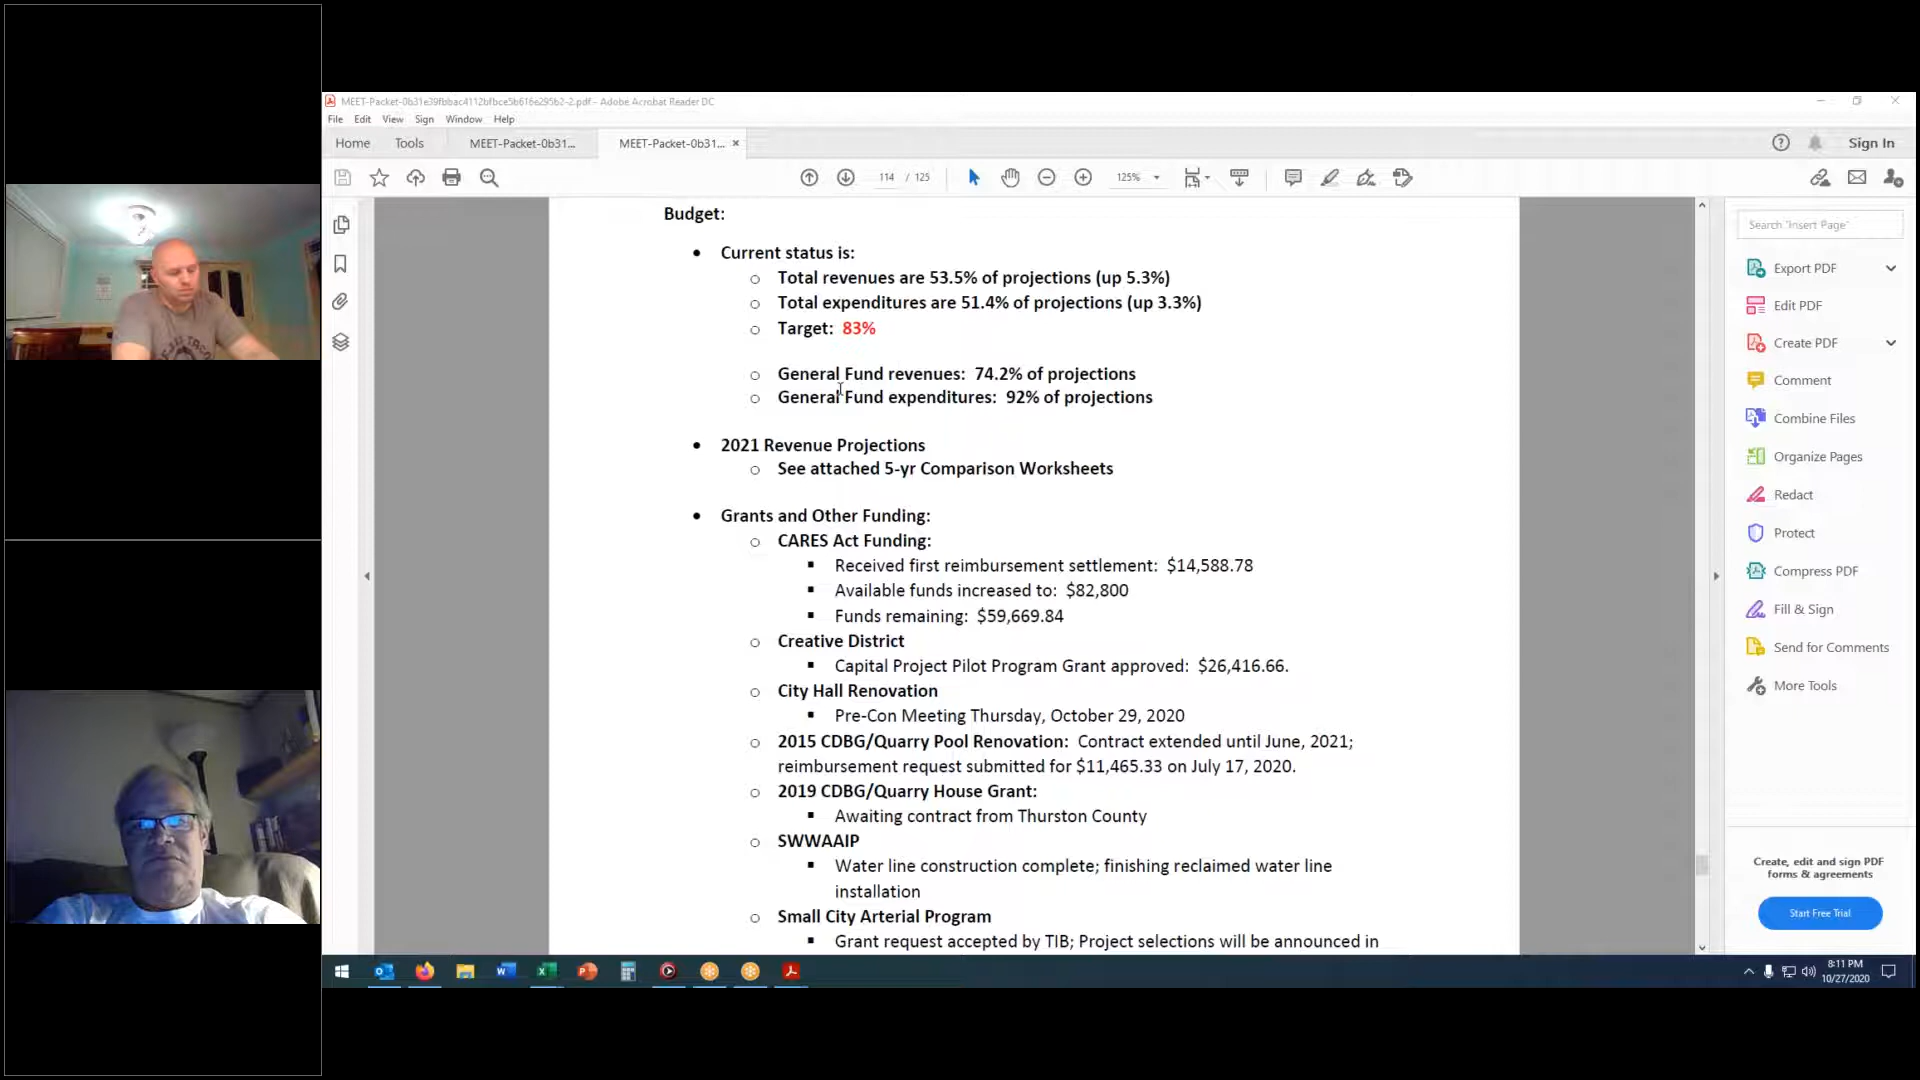 MEET-Packet-0b31e39fbbac4112bfbce5b616e295b2-2.pdf - Adobe Acrobat Reader DC
File Edit View Sign Window Help
Home Tools MEET-Packet-0b31... MEET-Packet-0b31... × Sign In
114 / 125 125%
Budget:
• Current status is:
o Total revenues are 53.5% of projections (up 5.3%)
o Total expenditures are 51.4% of projections (up 3.3%)
o Target: 83%
o General Fund revenues: 74.2% of projections
o General Fund expenditures: 92% of projections
• 2021 Revenue Projections
o See attached 5-yr Comparison Worksheets
• Grants and Other Funding:
o CARES Act Funding:
▪ Received first reimbursement settlement: $14,588.78
▪ Available funds increased to: $82,800
▪ Funds remaining: $59,669.84
o Creative District
▪ Capital Project Pilot Program Grant approved: $26,416.66.
o City Hall Renovation
▪ Pre-Con Meeting Thursday, October 29, 2020
o 2015 CDBG/Quarry Pool Renovation: Contract extended until June, 2021;
reimbursement request submitted for $11,465.33 on July 17, 2020.
o 2019 CDBG/Quarry House Grant:
▪ Awaiting contract from Thurston County
o SWWAAIP
▪ Water line construction complete; finishing reclaimed water line
installation
o Small City Arterial Program
▪ Grant request accepted by TIB; Project selections will be announced in
Search "Insert Page"
Export PDF
Edit PDF
Create PDF
Comment
Combine Files
Organize Pages
Redact
Protect
Compress PDF
Fill & Sign
Send for Comments
More Tools
Create, edit and sign PDF
forms & agreements
Start Free Trial
8:11 PM
10/27/2020